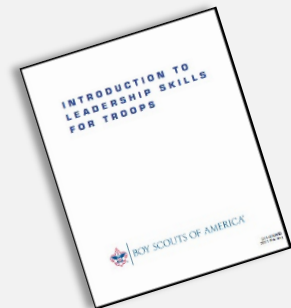 INTRODUCTION TO
LEADERSHIP SKILLS
FOR TROOPS
BOY SCOUTS OF AMERICA